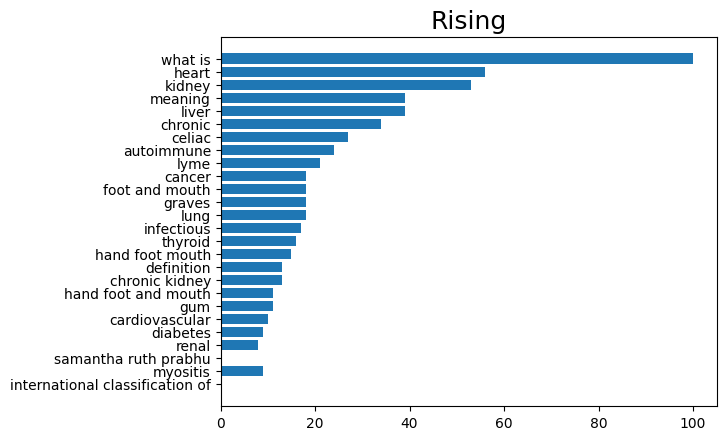 Rising
what is
heart
kidney
meaning
liver
chronic
celiac
autoimmune
lyme
cancer
foot and mouth
graves
lung
infectious
thyroid
hand foot mouth
definition
chronic kidney
hand foot and mouth
gum
cardiovascular
diabetes
renal
samantha ruth prabhu
myositis
international classification of
0 20 40 60 80 100